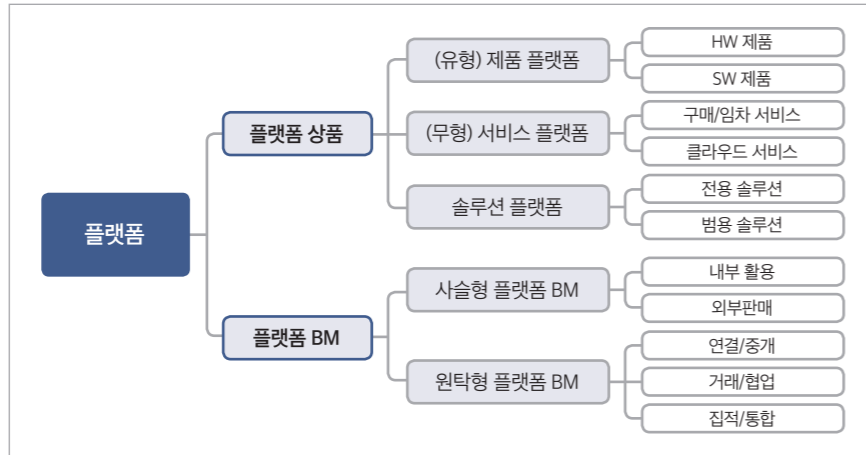 플랫폼
플랫폼 상품
(유형) 제품 플랫폼
HW 제품
SW 제품
(무형) 서비스 플랫폼
구매/임차 서비스
클라우드 서비스
솔루션 플랫폼
전용 솔루션
범용 솔루션
플랫폼 BM
사슬형 플랫폼 BM
내부 활용
외부판매
원탁형 플랫폼 BM
연결/중개
거래/협업
집적/통합